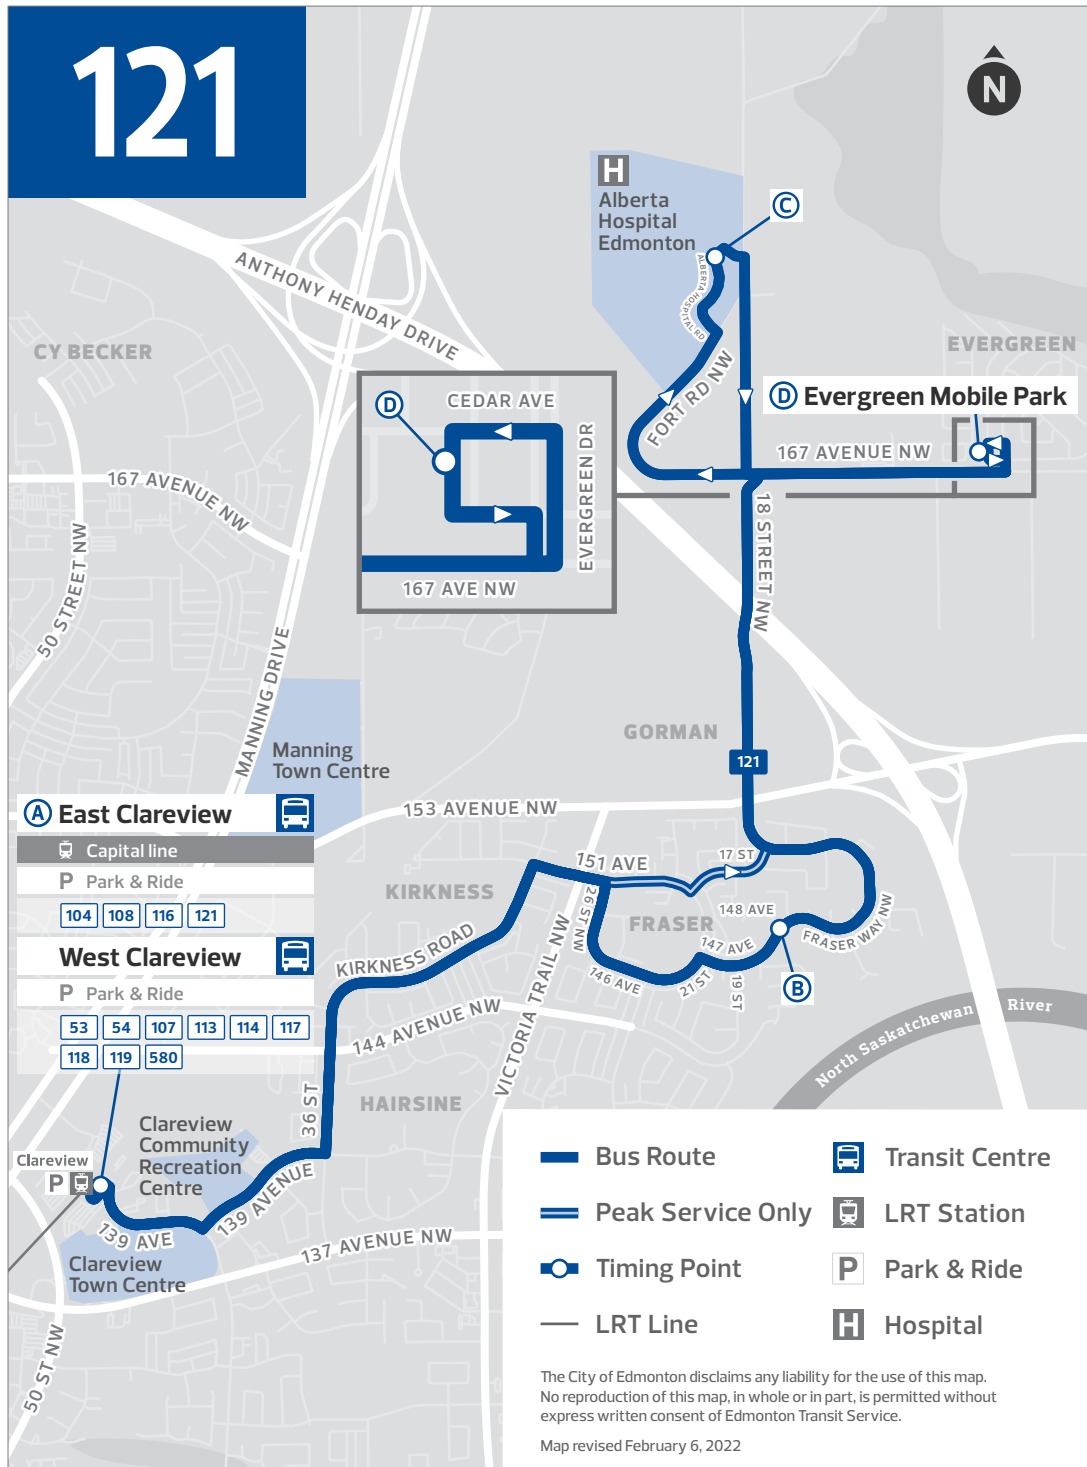 121
N
H
Alberta
Hospital
Edmonton
C
ALBERTA HOSPITAL RD
ANTHONY HENDAY DRIVE
CY BECKER
EVERGREEN
FORT RD NW
D Evergreen Mobile Park
D
CEDAR AVE
EVERGREEN DR
167 AVE NW
167 AVENUE NW
167 AVENUE NW
18 STREET NW
50 STREET NW
MANNING DRIVE
GORMAN
Manning
Town Centre
121
153 AVENUE NW
A East Clareview
Capital line
P Park & Ride
104 108 116 121
West Clareview
P Park & Ride
53 54 107 113 114 117
118 119 580
151 AVE
17 ST
KIRKNESS
26 ST NW
FRASER
148 AVE
FRASER WAY NW
147 AVE
KIRKNESS ROAD
146 AVE
21 ST
19 ST
B
VICTORIA TRAIL NW
144 AVENUE NW
North Saskatchewan River
36 ST
HAIRSINE
Clareview
Community
Recreation
Centre
Clareview
P
139 AVENUE
139 AVE
137 AVENUE NW
Clareview
Town Centre
50 ST NW
Bus Route
Peak Service Only
Timing Point
LRT Line
Transit Centre
LRT Station
P Park & Ride
H Hospital
The City of Edmonton disclaims any liability for the use of this map.
No reproduction of this map, in whole or in part, is permitted without
express written consent of Edmonton Transit Service.
Map revised February 6, 2022